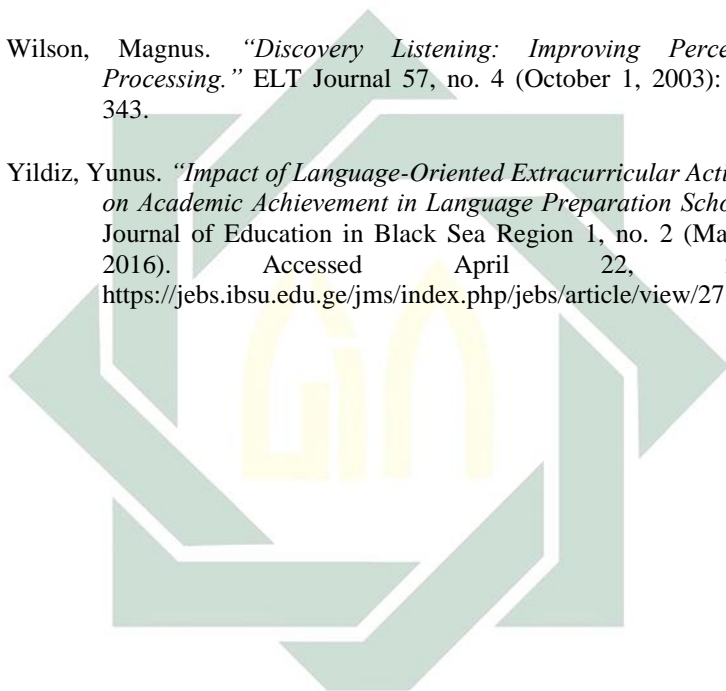 Wilson, Magnus. “Discovery Listening: Improving Perce
Processing.” ELT Journal 57, no. 4 (October 1, 2003):
343.
Yildiz, Yunus. “Impact of Language-Oriented Extracurricular Acti
on Academic Achievement in Language Preparation Scho
Journal of Education in Black Sea Region 1, no. 2 (Ma
2016). Accessed April 22,
https://jebs.ibsu.edu.ge/jms/index.php/jebs/article/view/27